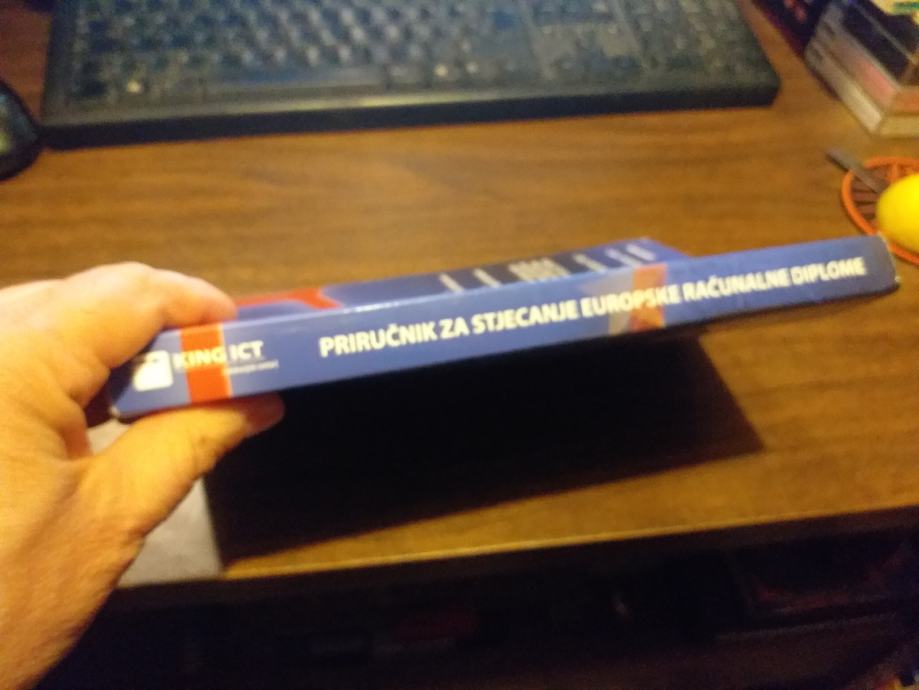 KING ICT
PRIRUČNIK ZA STJECANJE EUROPSKE RAČUNALNE DIPLOME